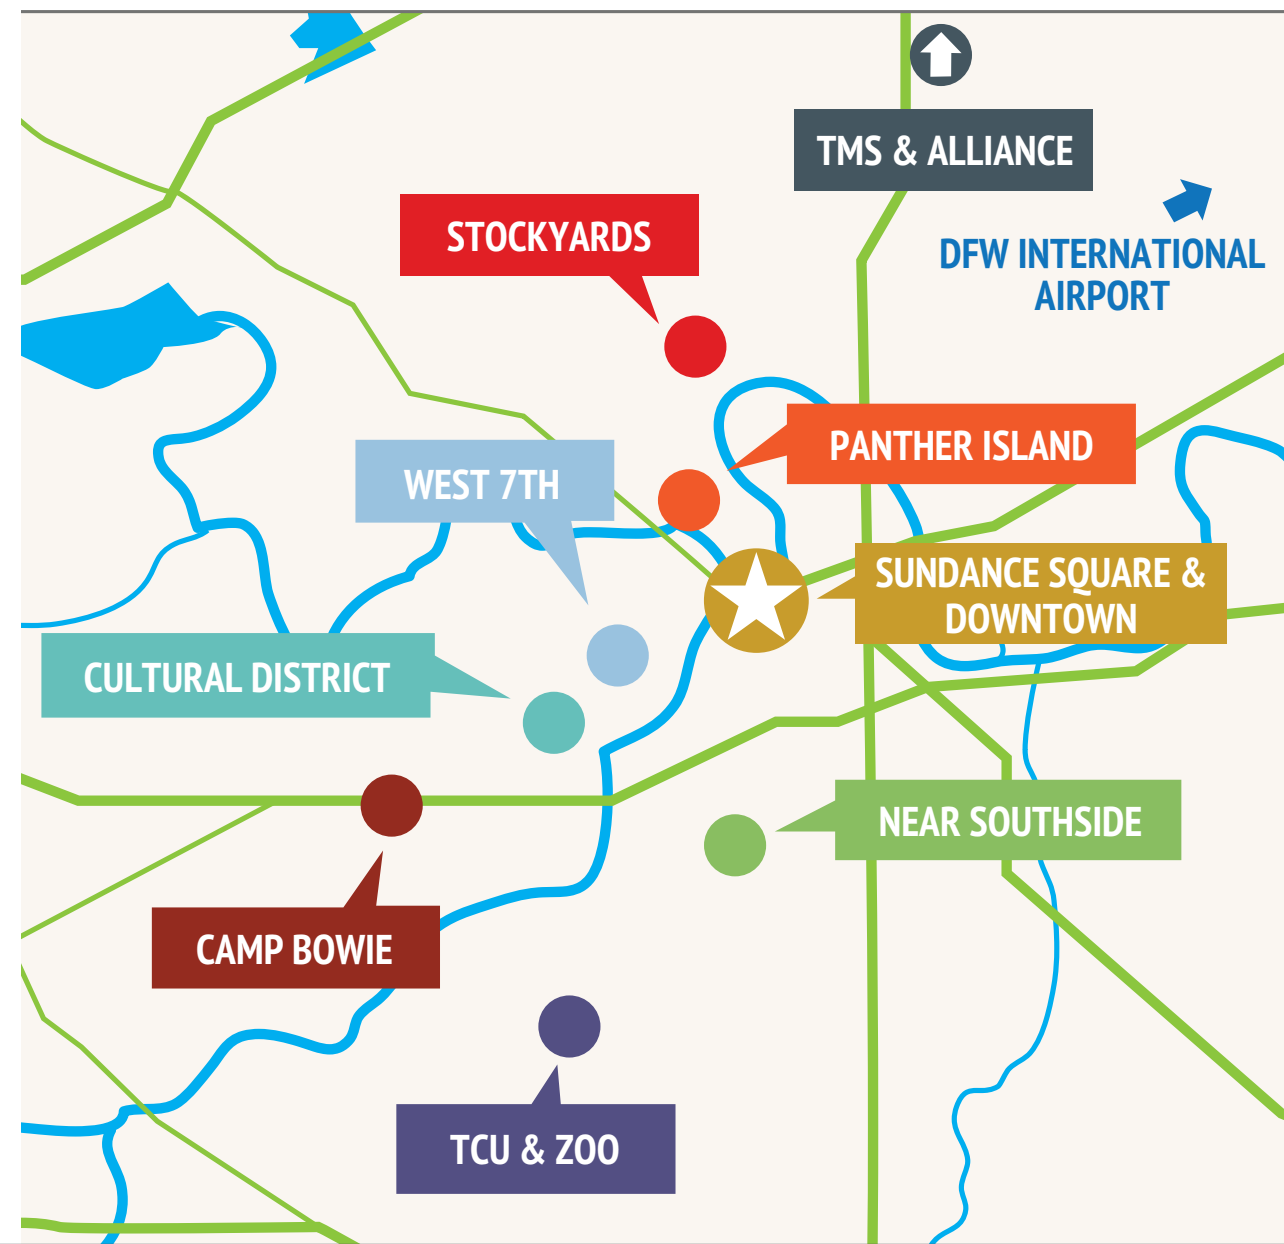 TMS & ALLIANCE
STOCKYARDS
DFW INTERNATIONAL
AIRPORT
PANTHER ISLAND
WEST 7TH
SUNDANCE SQUARE &
DOWNTOWN
CULTURAL DISTRICT
NEAR SOUTHSIDE
CAMP BOWIE
TCU & ZOO